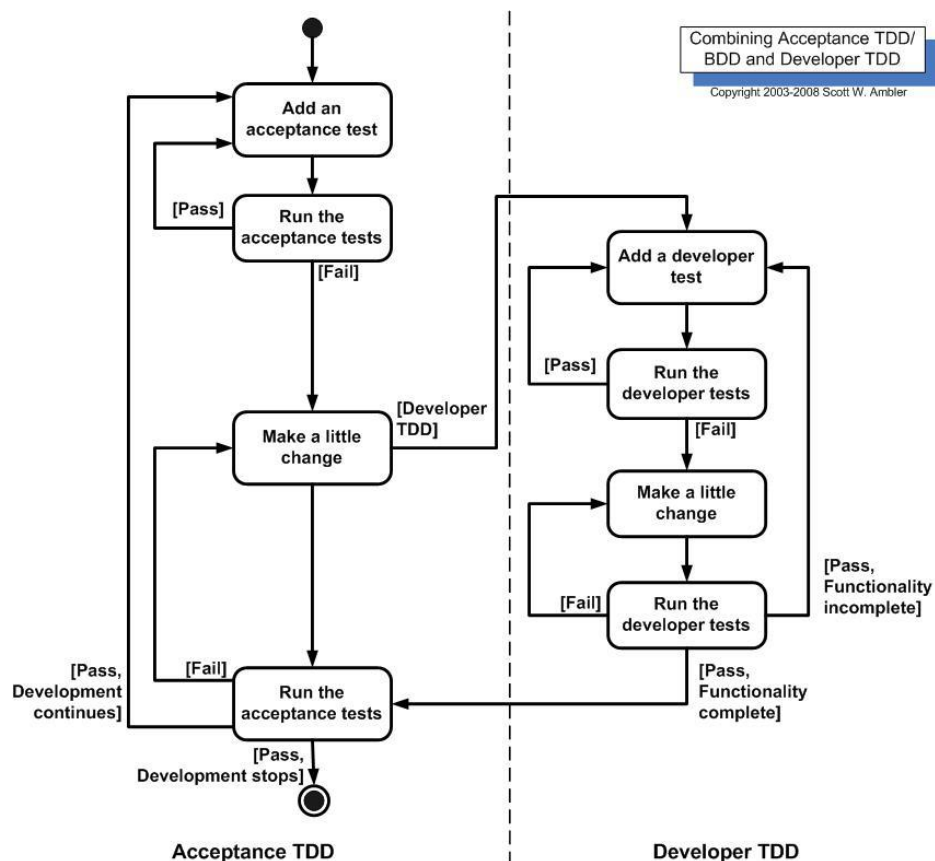 Combining Acceptance TDD/
BDD and Developer TDD
Copyright 2003-2008 Scott W. Ambler
Add an
acceptance test
[Pass]
Run the
acceptance tests
[Fail]
Make a little
change
[Developer
TDD]
[Fail]
[Pass,
Development
continues]
Run the
acceptance tests
[Pass,
Development stops]
Acceptance TDD
Add a developer
test
[Pass]
Run the
developer tests
[Fail]
Make a little
change
[Fail]
Run the
developer tests
[Pass,
Functionality
incomplete]
[Pass,
Functionality
complete]
Developer TDD